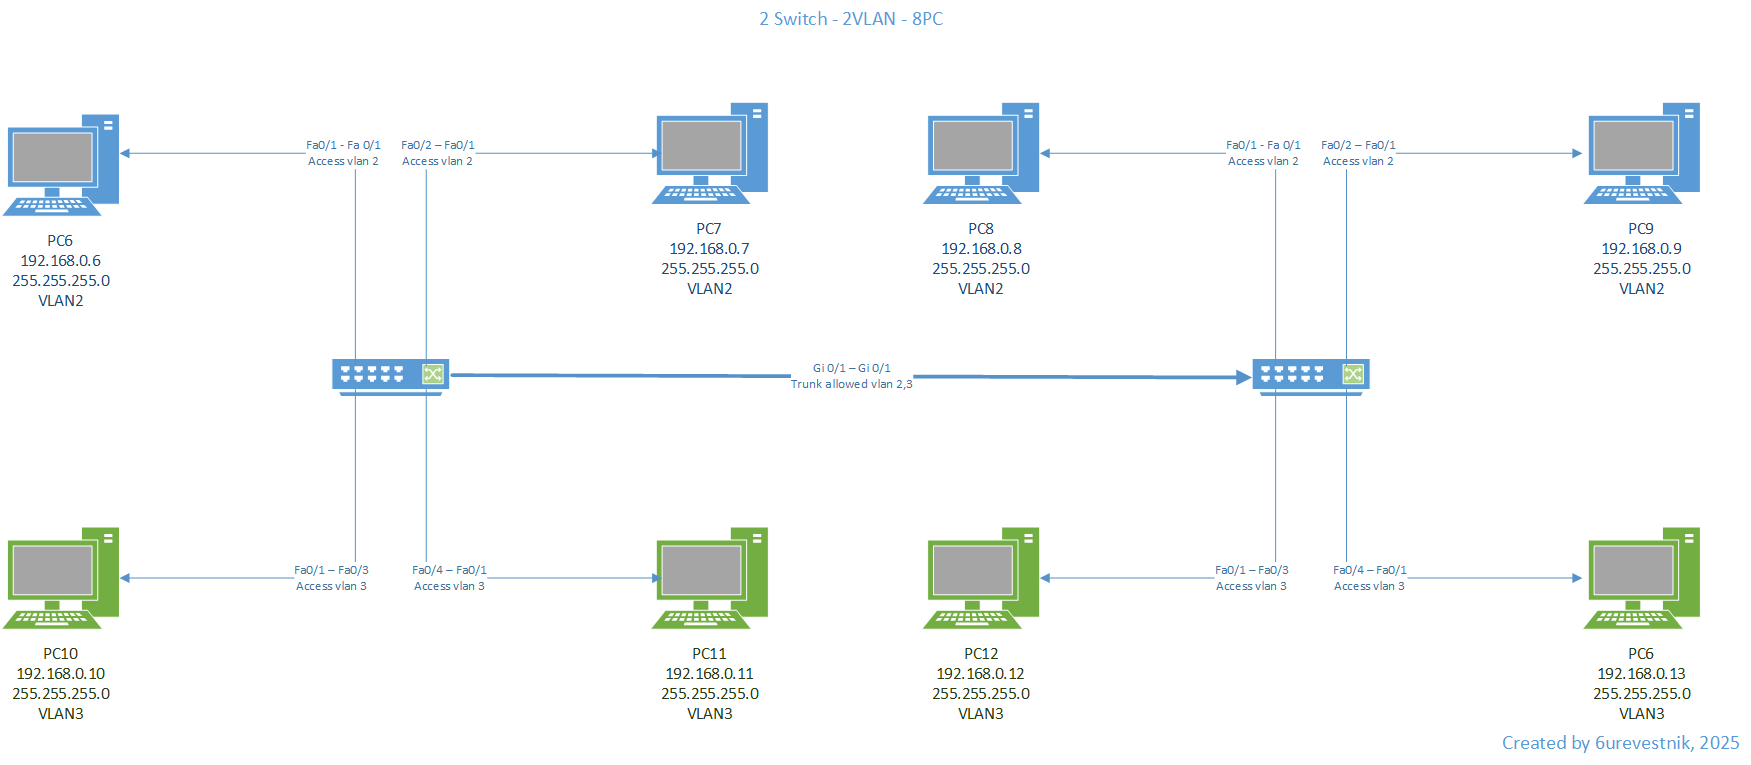 2 Switch - 2VLAN - 8PC
Fa0/1 - Fa 0/1
Access vlan 2
Fa0/2 – Fa0/1
Access vlan 2
Fa0/1 - Fa 0/1
Access vlan 2
Fa0/2 – Fa0/1
Access vlan 2
PC6
192.168.0.6
255.255.255.0
VLAN2
PC7
192.168.0.7
255.255.255.0
VLAN2
PC8
192.168.0.8
255.255.255.0
VLAN2
PC9
192.168.0.9
255.255.255.0
VLAN2
Gi 0/1 – Gi 0/1
Trunk allowed vlan 2,3
Fa0/1 – Fa0/3
Access vlan 3
Fa0/4 – Fa0/1
Access vlan 3
Fa0/1 – Fa0/3
Access vlan 3
Fa0/4 – Fa0/1
Access vlan 3
PC10
192.168.0.10
255.255.255.0
VLAN3
PC11
192.168.0.11
255.255.255.0
VLAN3
PC12
192.168.0.12
255.255.255.0
VLAN3
PC6
192.168.0.13
255.255.255.0
VLAN3
Created by 6urevestnik, 2025